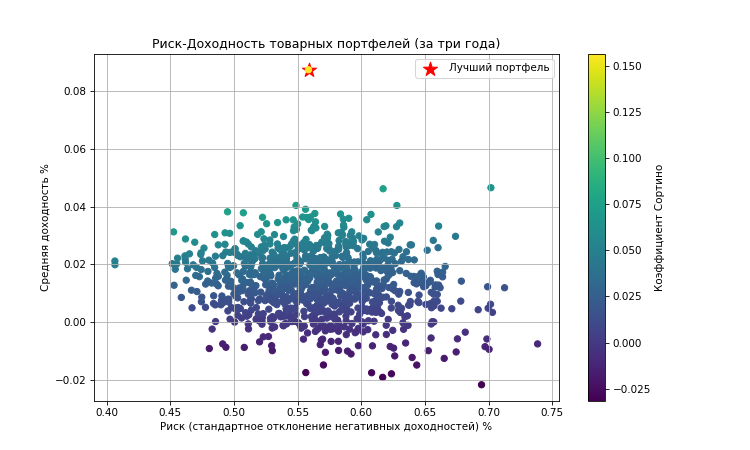 Риск-Доходность товарных портфелей (за три года)
Лучший портфель
Средняя доходность %
0.08
0.06
0.04
0.02
0.00
−0.02
0.40 0.45 0.50 0.55 0.60 0.65 0.70 0.75
Риск (стандартное отклонение негативных доходностей) %
0.150
0.125
0.100
0.075
0.050
0.025
0.000
−0.025
Коэффициент Сортино